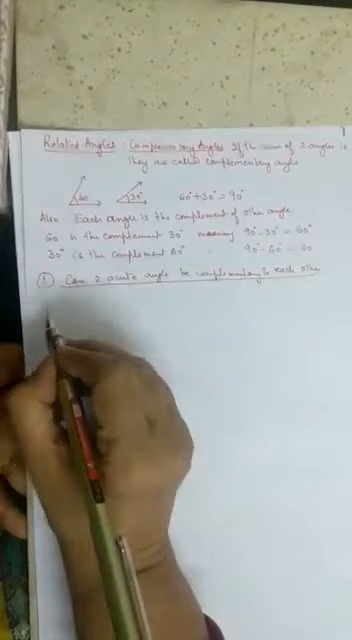 Related Angles : Complementary Angles If the sum of 2 angles is
they are called complementary angle
60° 30° 60° + 30° = 90°
Also Each angle is the complement of other angle
60 is the complement 30° meaning 90° - 30° = 60°
30° is the complement 60° " 90° - 60° = 30
① Can 2 acute angle be complementary to each other